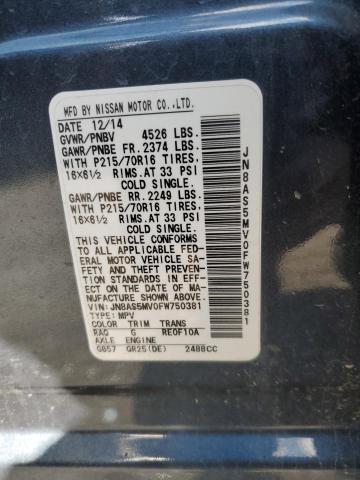 MFD BY NISSAN MOTOR CO.,LTD.
DATE 12/14
GVWR/PNBV 4526 LBS.
GAWR/PNBE FR. 2374 LBS.
WITH P215/70R16 TIRES.
16X6½ RIMS. AT 33 PSI
COLD SINGLE.
GAWR/PNBE RR. 2249 LBS.
WITH P215/70R16 TIRES.
16X6½ RIMS. AT 33 PSI
COLD SINGLE.
THIS VEHICLE CONFORMS
TO ALL APPLICABLE FED-
ERAL MOTOR VEHICLE SA-
FETY AND THEFT PREVEN-
TION STANDARDS IN EFF-
ECT ON THE DATE OF MA-
NUFACTURE SHOWN ABOVE.
VIN: JN8AS5MV0FW750381
TYPE: MPV
COLOR TRIM TRANS
RAQ G RE0F10A
AXLE ENGINE
GB57 QR25(DE) 2488CC
JN8AS5MV0FW750381